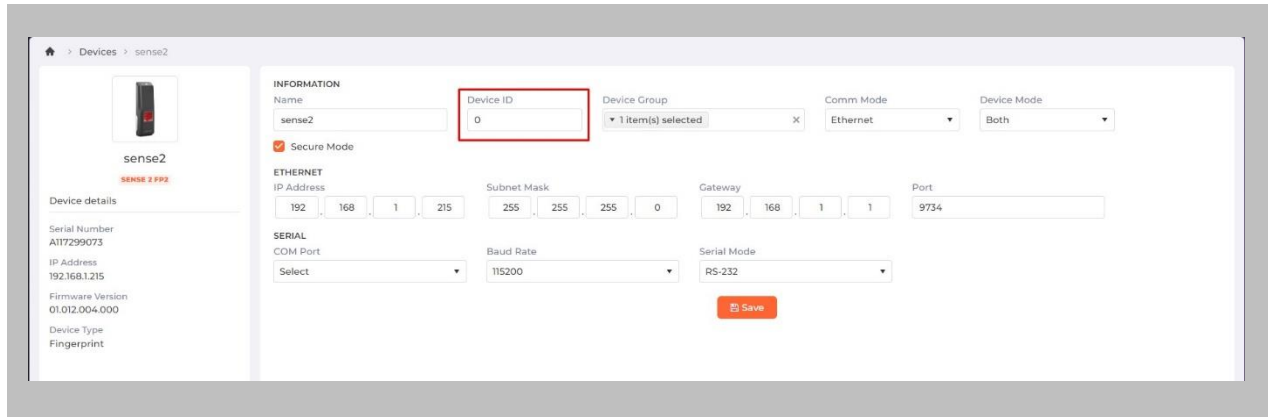 Devices > sense2
sense2
SENSE 2 FP2
Device details
Serial Number
A117299073
IP Address
192.168.1.215
Firmware Version
01.012.004.000
Device Type
Fingerprint
INFORMATION
Name Device ID Device Group Comm Mode Device Mode
sense2 0 1 item(s) selected × Ethernet Both
Secure Mode
ETHERNET
IP Address Subnet Mask Gateway Port
192 . 168 . 1 . 215 255 . 255 . 255 . 0 192 . 168 . 1 . 1 9734
SERIAL
COM Port Baud Rate Serial Mode
Select 115200 RS-232
Save